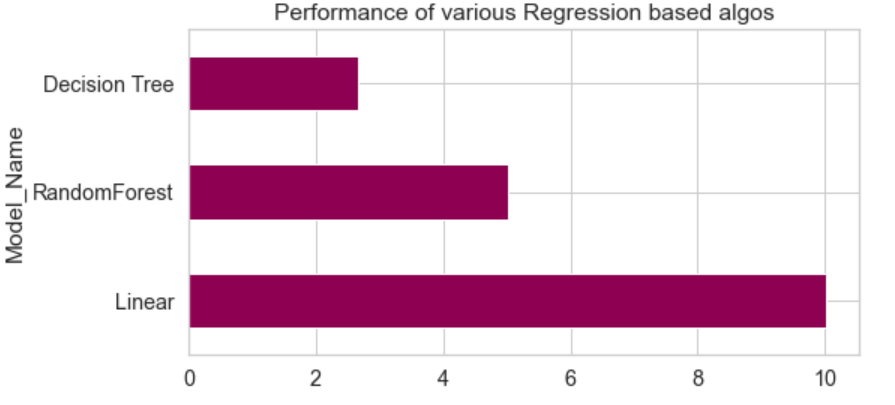 Performance of various Regression based algos
Model_Name
Decision Tree
RandomForest
Linear
0 2 4 6 8 10